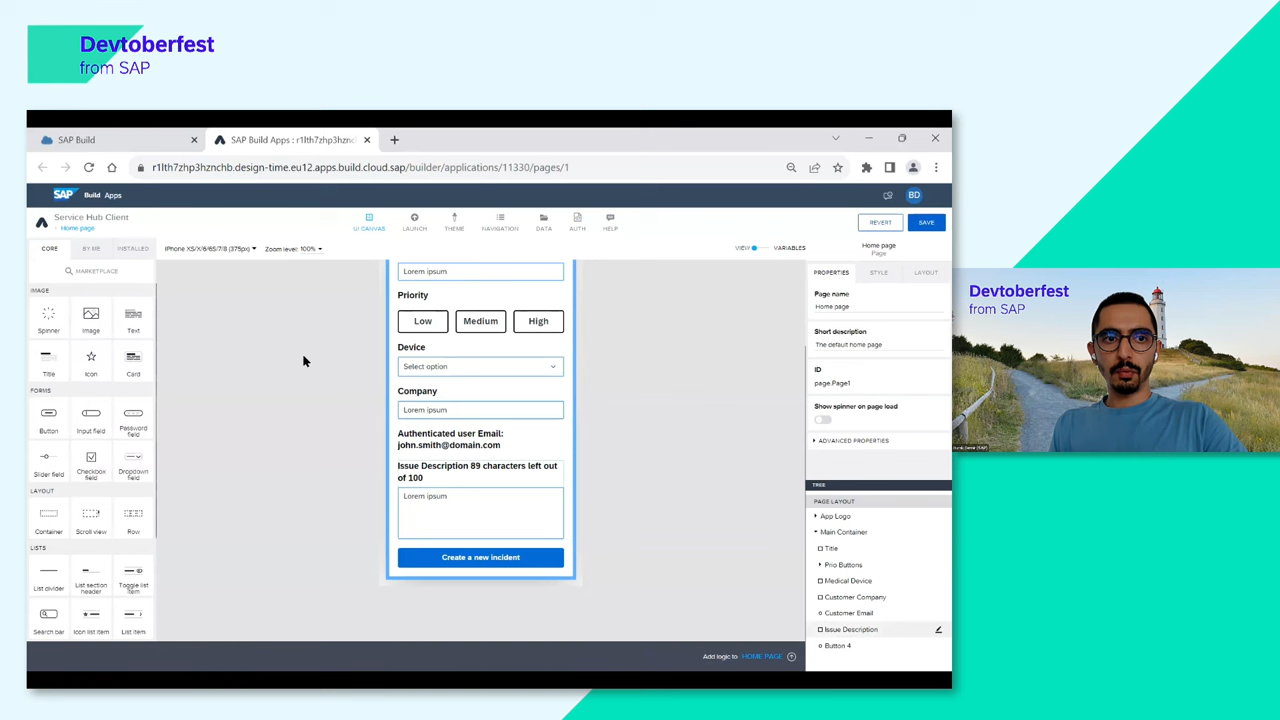 Devtoberfest
from SAP
SAP Build
SAP Build Apps : r1lth7zhp3hznc
r1lth7zhp3hznchb.design-time.eu12.apps.build.cloud.sap/builder/applications/11330/pages/1
SAP Build Apps
BD
Service Hub Client
Home page
UI CANVAS
LAUNCH
THEME
NAVIGATION
DATA
AUTH
HELP
REVERT
SAVE
CORE
BY ME
INSTALLED
iPhone XS/X/6/6S/7/8 (375px)
Zoom level: 100%
VIEW
VARIABLES
Home page
Page
MARKETPLACE
IMAGE
Spinner
Image
Text
Title
Icon
Card
FORMS
Button
Input field
Password field
Slider field
Checkbox field
Dropdown field
LAYOUT
Container
Scroll view
Row
LISTS
List divider
List section header
Toggle list item
Search bar
Icon list item
List item
Lorem ipsum
Priority
Low
Medium
High
Device
Select option
Company
Lorem ipsum
Authenticated user Email:
john.smith@domain.com
Issue Description 89 characters left out
of 100
Lorem ipsum
Create a new incident
PROPERTIES
STYLE
LAYOUT
Page name
Home page
Short description
The default home page
ID
page.Page1
Show spinner on page load
ADVANCED PROPERTIES
TREE
PAGE LAYOUT
App Logo
Main Container
Title
Prio Buttons
Medical Device
Customer Company
Customer Email
Issue Description
Button 4
Add logic to HOME PAGE
Devtoberfest
from SAP